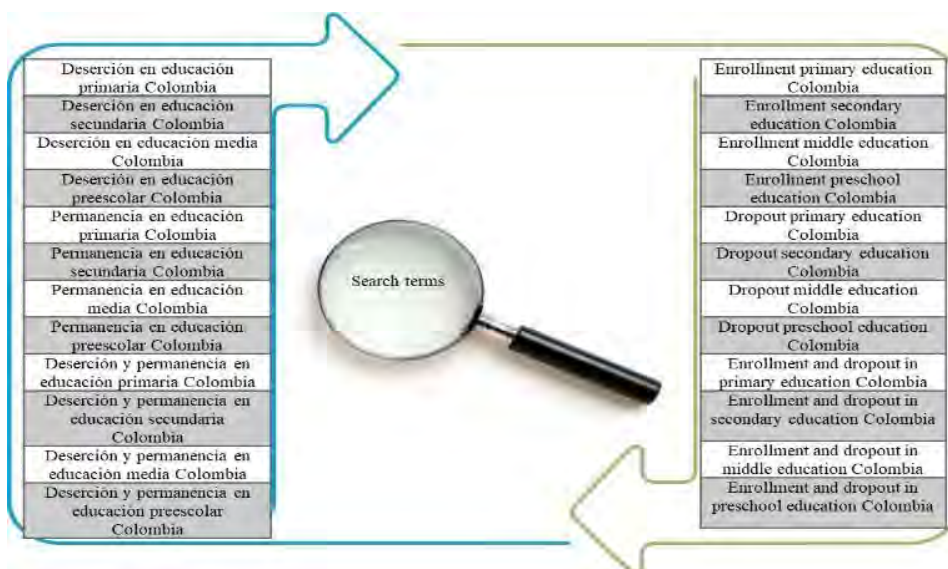 Deserción en educación
primaria Colombia
Deserción en educación
secundaria Colombia
Deserción en educación media
Colombia
Deserción en educación
preescolar Colombia
Permanencia en educación
primaria Colombia
Permanencia en educación
secundaria Colombia
Permanencia en educación
media Colombia
Permanencia en educación
preescolar Colombia
Deserción y permanencia en
educación primaria Colombia
Deserción y permanencia en
educación secundaria
Colombia
Deserción y permanencia en
educación media Colombia
Deserción y permanencia en
educación preescolar
Colombia
Search terms
Enrollment primary education
Colombia
Enrollment secondary
education Colombia
Enrollment middle education
Colombia
Enrollment preschool
education Colombia
Dropout primary education
Colombia
Dropout secondary education
Colombia
Dropout middle education
Colombia
Dropout preschool education
Colombia
Enrollment and dropout in
primary education Colombia
Enrollment and dropout in
secondary education Colombia
Enrollment and dropout in
middle education Colombia
Enrollment and dropout in
preschool education Colombia